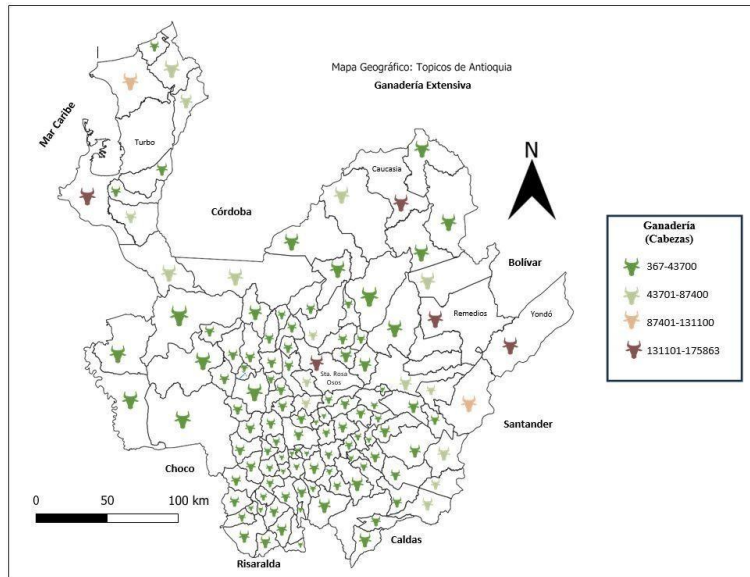 Mapa Geográfico: Topicos de Antioquia
Ganadería Extensiva
Mar Caribe
Turbo
Caucasia
N
Córdoba
Bolívar
Ganadería
(Cabezas)
367-43700
43701-87400
87401-131100
131101-175863
Remedios
Yondó
Sta. Rosa
Osos
Santander
Choco
0 50 100 km
Caldas
Risaralda